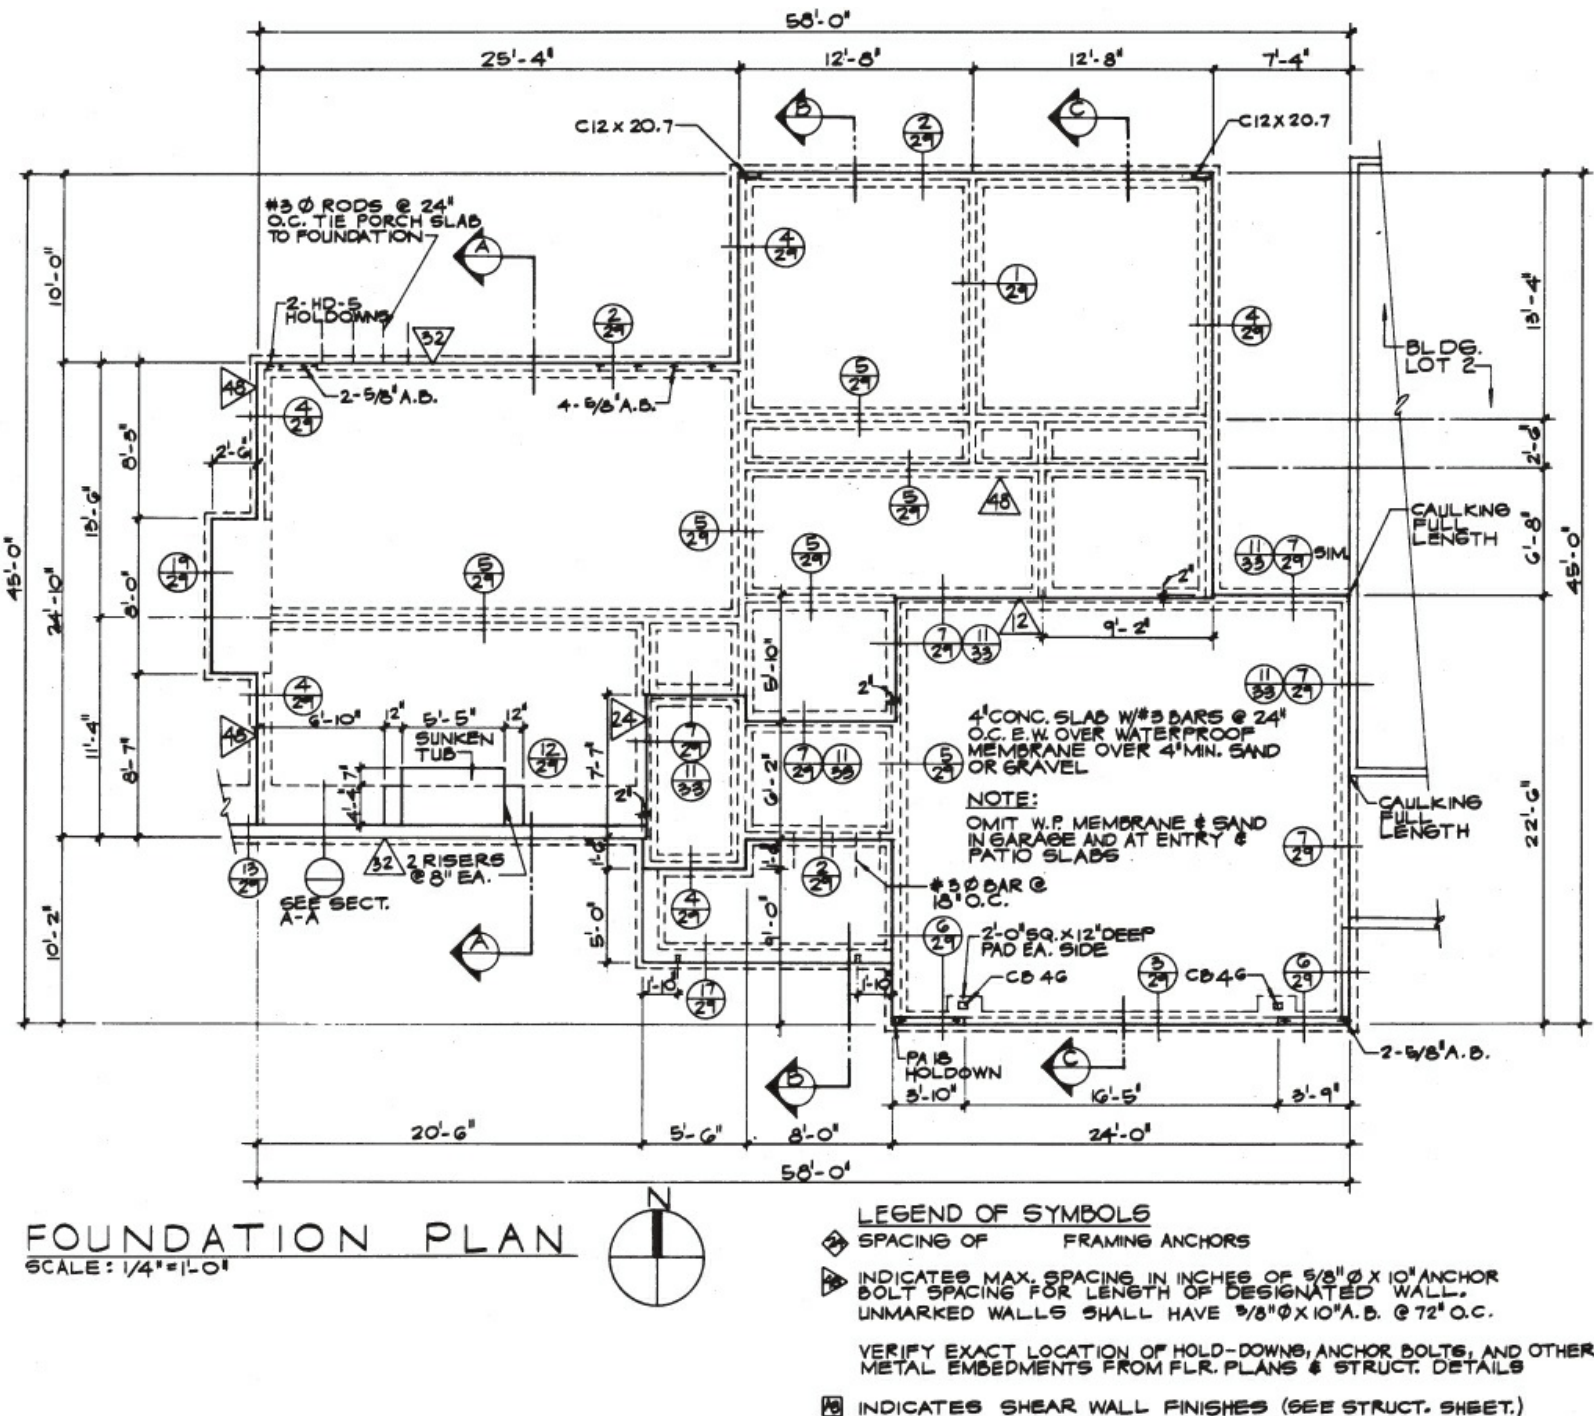 58'-0"
25'-4"
12'-8"
12'-8"
7'-4"
C12 X 20.7
B
2
29
C
C12 X 20.7
#3 Ø RODS @ 24"
O.C. TIE PORCH SLAB
TO FOUNDATION
A
4
29
1
29
10'-0"
2-HD-5
HOLDOWNS
32
2
29
4
29
13'-4"
BLDG.
LOT 2
48
4
29
2-5/8" A.B.
4-5/8" A.B.
5
29
8'-3"
2'-6"
2'-6"
13'-6"
5
29
5
29
48
CAULKING
FULL
LENGTH
45'-0"
24'-10"
8'-0"
19
29
5
29
5
29
11
33
7
29
SIM.
6'-8"
45'-0"
2"
12
9'-2"
7
29
11
33
5'-10"
4
29
2"
11
33
7
29
48
6'-10"
12"
5'-5"
12"
24
SUNKEN
TUB
12
29
7
29
11
33
7
29
11
33
5
29
4" CONC. SLAB W/#3 BARS @ 24"
O.C. E.W. OVER WATERPROOF
MEMBRANE OVER 4" MIN. SAND
OR GRAVEL
11'-4"
8'-7"
4'-4"
7"
7'-7"
2"
6'-2"
NOTE:
OMIT W.P. MEMBRANE & SAND
IN GARAGE AND AT ENTRY &
PATIO SLABS
CAULKING
FULL
LENGTH
22'-6"
7
29
13
29
32
2 RISERS
@ 8" EA.
1'-6"
1'-8"
2
29
#3 Ø BAR @
18" O.C.
SEE SECT.
A-A
4
29
10'-2"
5'-0"
9'-0"
A
6
29
2'-0" SQ. X 12" DEEP
PAD EA. SIDE
CB 46
3
29
CB 46
6
29
1'-10"
17
29
1'-10"
B
PA 18
HOLDOWN
C
2-5/8" A.B.
3'-10"
16'-5"
3'-9"
20'-6"
5'-6"
8'-0"
24'-0"
58'-0"
N
FOUNDATION PLAN
SCALE: 1/4"=1'-0"
LEGEND OF SYMBOLS
24 SPACING OF FRAMING ANCHORS
48 INDICATES MAX. SPACING IN INCHES OF 5/8" Ø X 10" ANCHOR
BOLT SPACING FOR LENGTH OF DESIGNATED WALL.
UNMARKED WALLS SHALL HAVE 5/8" Ø X 10" A.B. @ 72" O.C.
VERIFY EXACT LOCATION OF HOLD-DOWNS, ANCHOR BOLTS, AND OTHER
METAL EMBEDMENTS FROM FLR. PLANS & STRUCT. DETAILS
INDICATES SHEAR WALL FINISHES (SEE STRUCT. SHEET.)